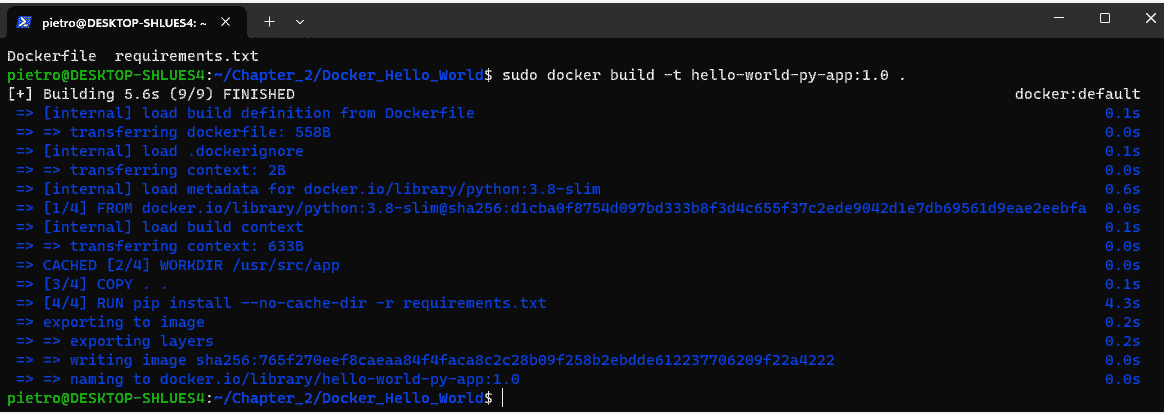 pietro@DESKTOP-SHLUES4: ~
Dockerfile  requirements.txt
pietro@DESKTOP-SHLUES4:~/Chapter_2/Docker_Hello_World$ sudo docker build -t hello-world-py-app:1.0 .
[+] Building 5.6s (9/9) FINISHED docker:default
=> [internal] load build definition from Dockerfile 0.1s
=> => transferring dockerfile: 558B 0.0s
=> [internal] load .dockerignore 0.1s
=> => transferring context: 2B 0.0s
=> [internal] load metadata for docker.io/library/python:3.8-slim 0.6s
=> [1/4] FROM docker.io/library/python:3.8-slim@sha256:d1cba0f8754d097bd333b8f3d4c655f37c2ede9042d1e7db69561d9eae2eebfa 0.0s
=> [internal] load build context 0.1s
=> => transferring context: 633B 0.0s
=> CACHED [2/4] WORKDIR /usr/src/app 0.0s
=> [3/4] COPY . . 0.1s
=> [4/4] RUN pip install --no-cache-dir -r requirements.txt 4.3s
=> exporting to image 0.2s
=> => exporting layers 0.2s
=> => writing image sha256:765f270eef8caeaa84f4faca8c2c28b09f258b2ebdde612237706209f22a4222 0.0s
=> => naming to docker.io/library/hello-world-py-app:1.0 0.0s
pietro@DESKTOP-SHLUES4:~/Chapter_2/Docker_Hello_World$